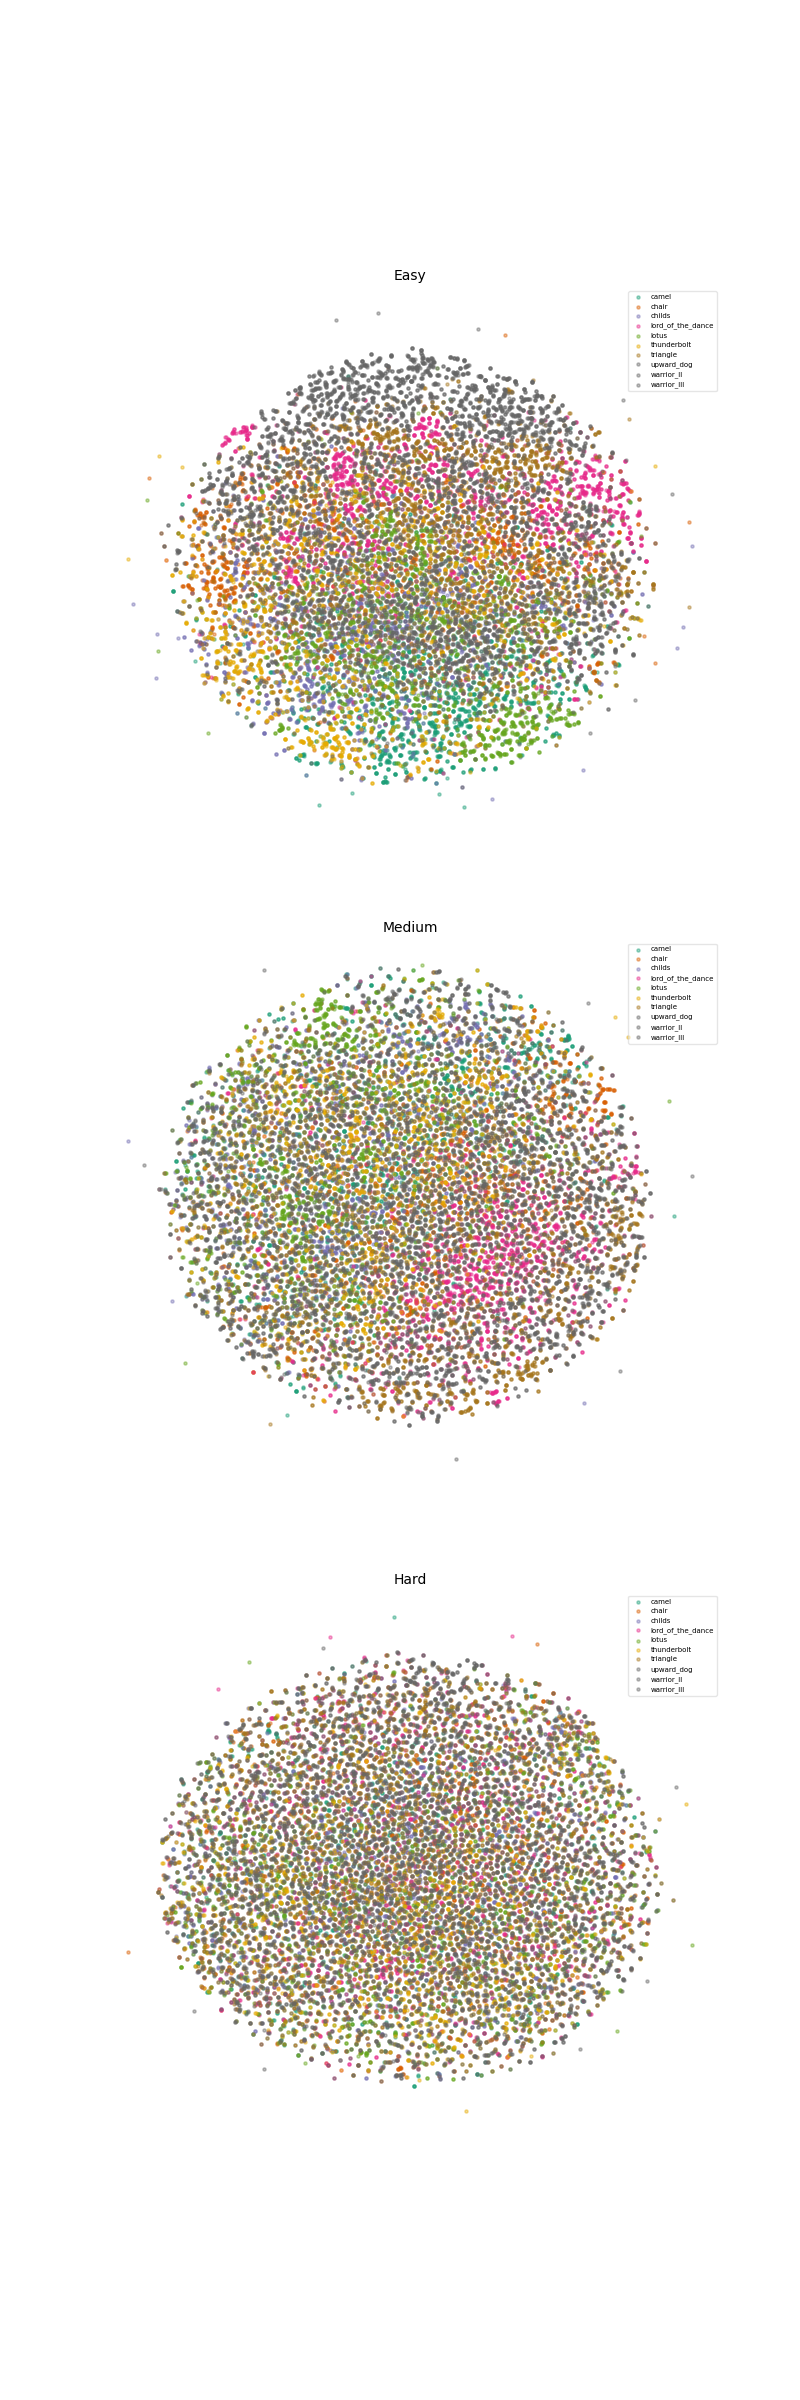 Easy
camel
chair
childs
lord_of_the_dance
lotus
thunderbolt
triangle
upward_dog
warrior_II
warrior_III
Medium
camel
chair
childs
lord_of_the_dance
lotus
thunderbolt
triangle
upward_dog
warrior_II
warrior_III
Hard
camel
chair
childs
lord_of_the_dance
lotus
thunderbolt
triangle
upward_dog
warrior_II
warrior_III